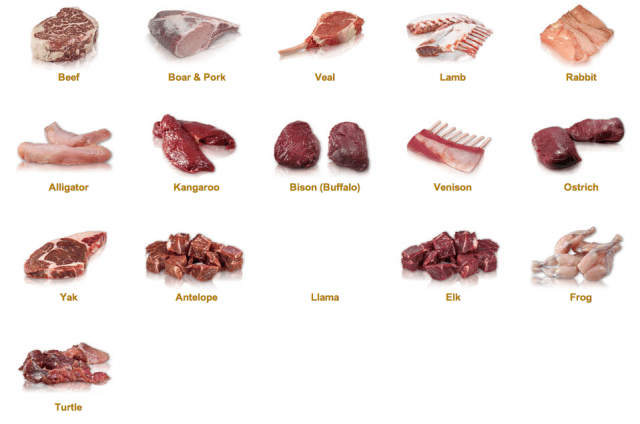 Beef
Boar & Pork
Veal
Lamb
Rabbit
Alligator
Kangaroo
Bison (Buffalo)
Venison
Ostrich
Yak
Antelope
Llama
Elk
Frog
Turtle